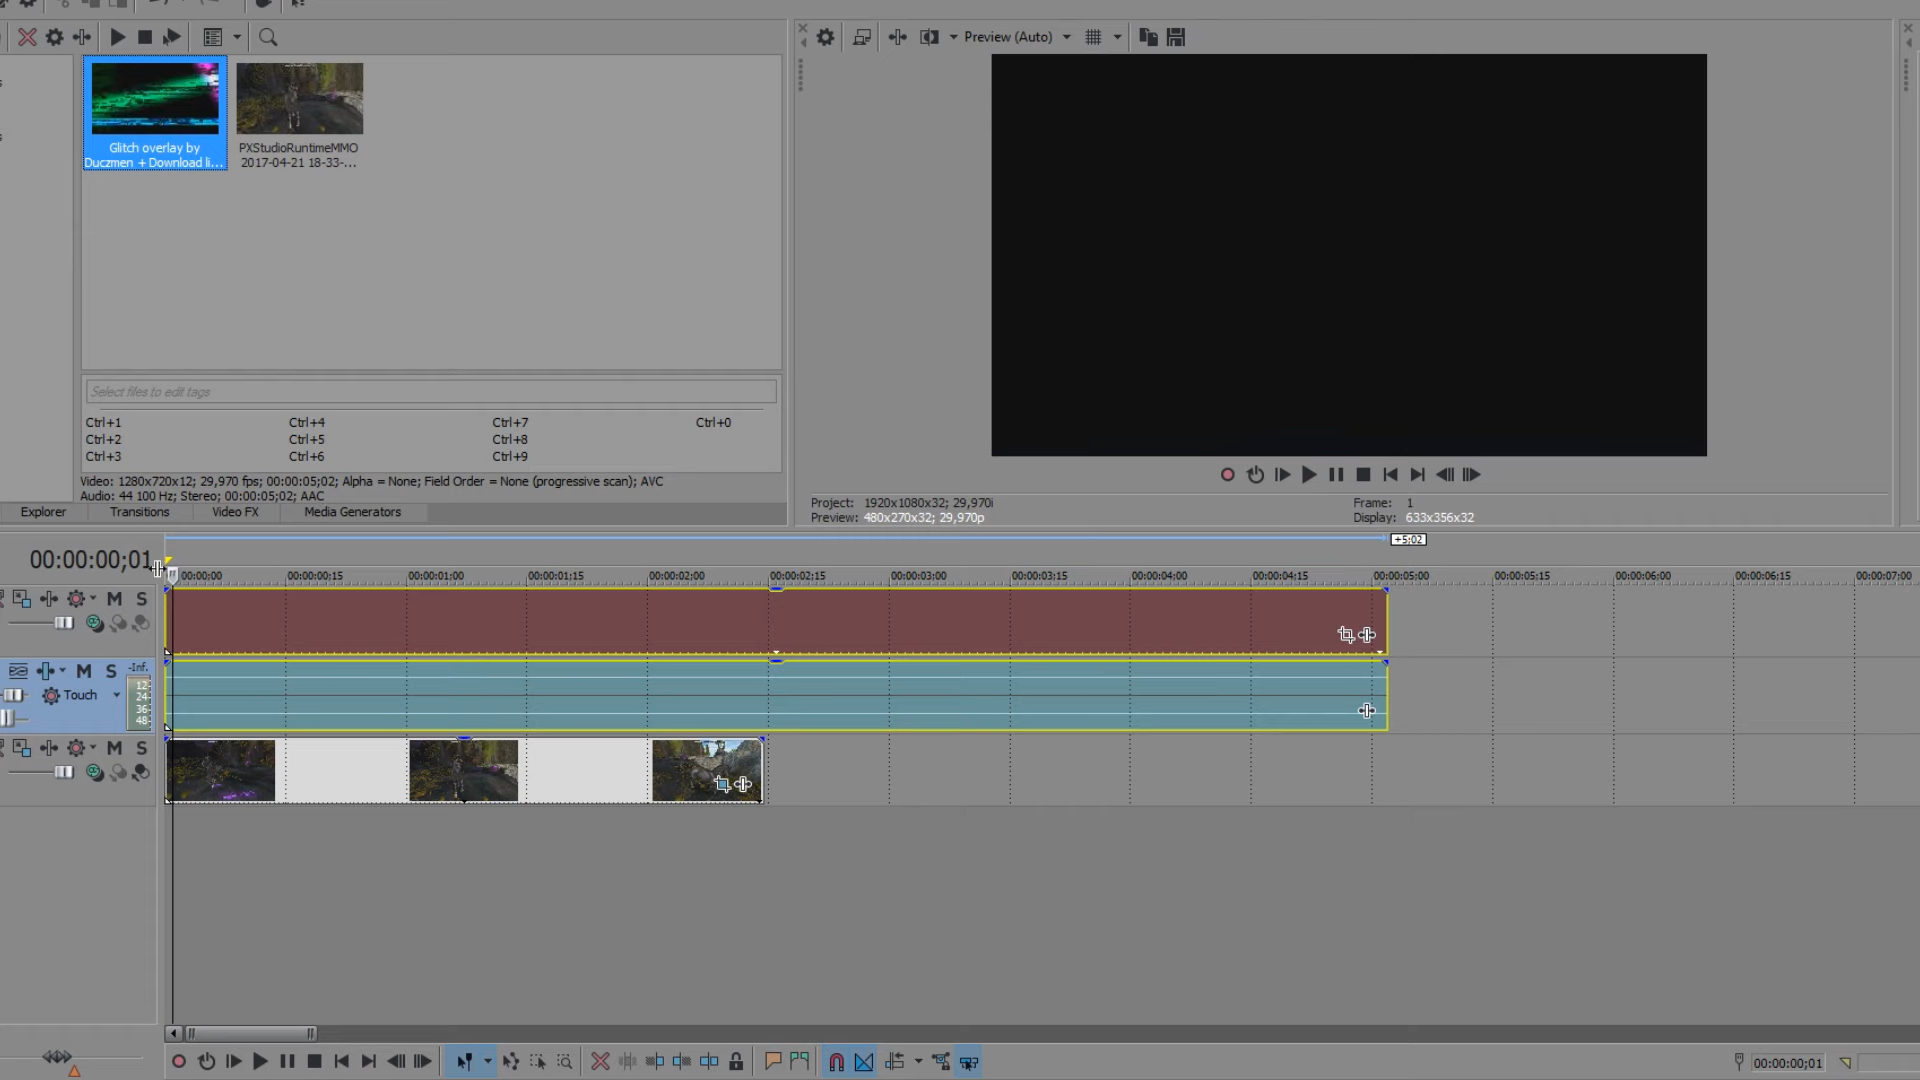 Preview (Auto)
Glitch overlay by
Duczmen + Download li...
PXStudioRuntimeMMO
2017-04-21 18-33-...
Select files to edit tags
Ctrl+1 Ctrl+4 Ctrl+7 Ctrl+0
Ctrl+2 Ctrl+5 Ctrl+8
Ctrl+3 Ctrl+6 Ctrl+9
Video: 1280x720x12; 29,970 fps; 00:00:05;02; Alpha = None; Field Order = None (progressive scan); AVC
Audio: 44 100 Hz; Stereo; 00:00:05;02; AAC
Explorer Transitions Video FX Media Generators
Project: 1920x1080x32; 29,970i
Preview: 480x270x32; 29,970p
Frame: 1
Display: 633x356x32
+5;02
00:00:00;01
00:00:00 00:00:00;15 00:00:01;00 00:00:01;15 00:00:02;00 00:00:02;15 00:00:03;00 00:00:03;15 00:00:04;00 00:00:04;15 00:00:05;00 00:00:05;15 00:00:06;00 00:00:06;15 00:00:07;00
M S
M S -Inf.
12
24
36
48
Touch
M S
00:00:00;01